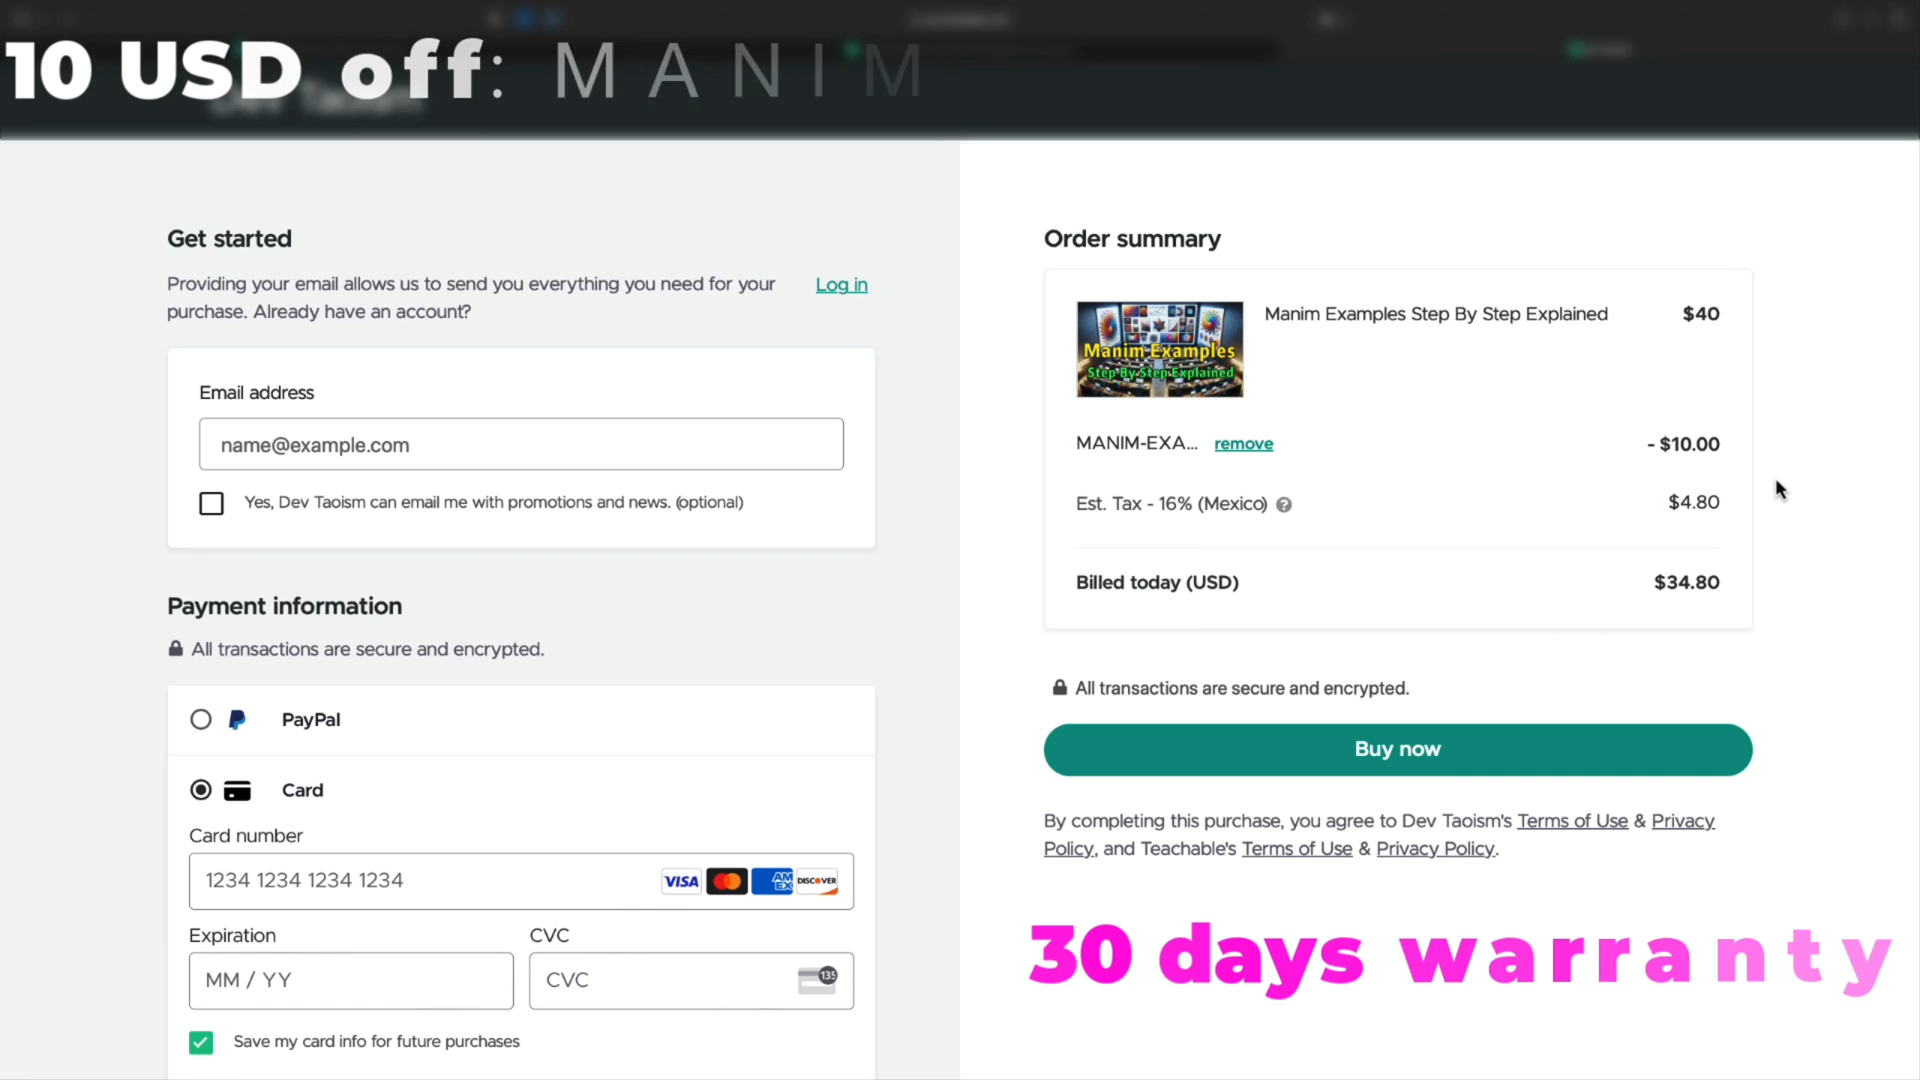 10 USD off: MANIM
Dev Taoism
Get started
Providing your email allows us to send you everything you need for your
purchase. Already have an account?
Log in
Email address
name@example.com
Yes, Dev Taoism can email me with promotions and news. (optional)
Payment information
All transactions are secure and encrypted.
PayPal
Card
Card number
1234 1234 1234 1234
VISA
AM
EX
DISCOVER
Expiration
CVC
MM / YY
CVC
135
Save my card info for future purchases
Order summary
Manim Examples
Step By Step Explained
Manim Examples Step By Step Explained
$40
MANIM-EXA... remove
- $10.00
Est. Tax - 16% (Mexico) ?
$4.80
Billed today (USD)
$34.80
All transactions are secure and encrypted.
Buy now
By completing this purchase, you agree to Dev Taoism's Terms of Use & Privacy
Policy, and Teachable's Terms of Use & Privacy Policy.
30 days warranty